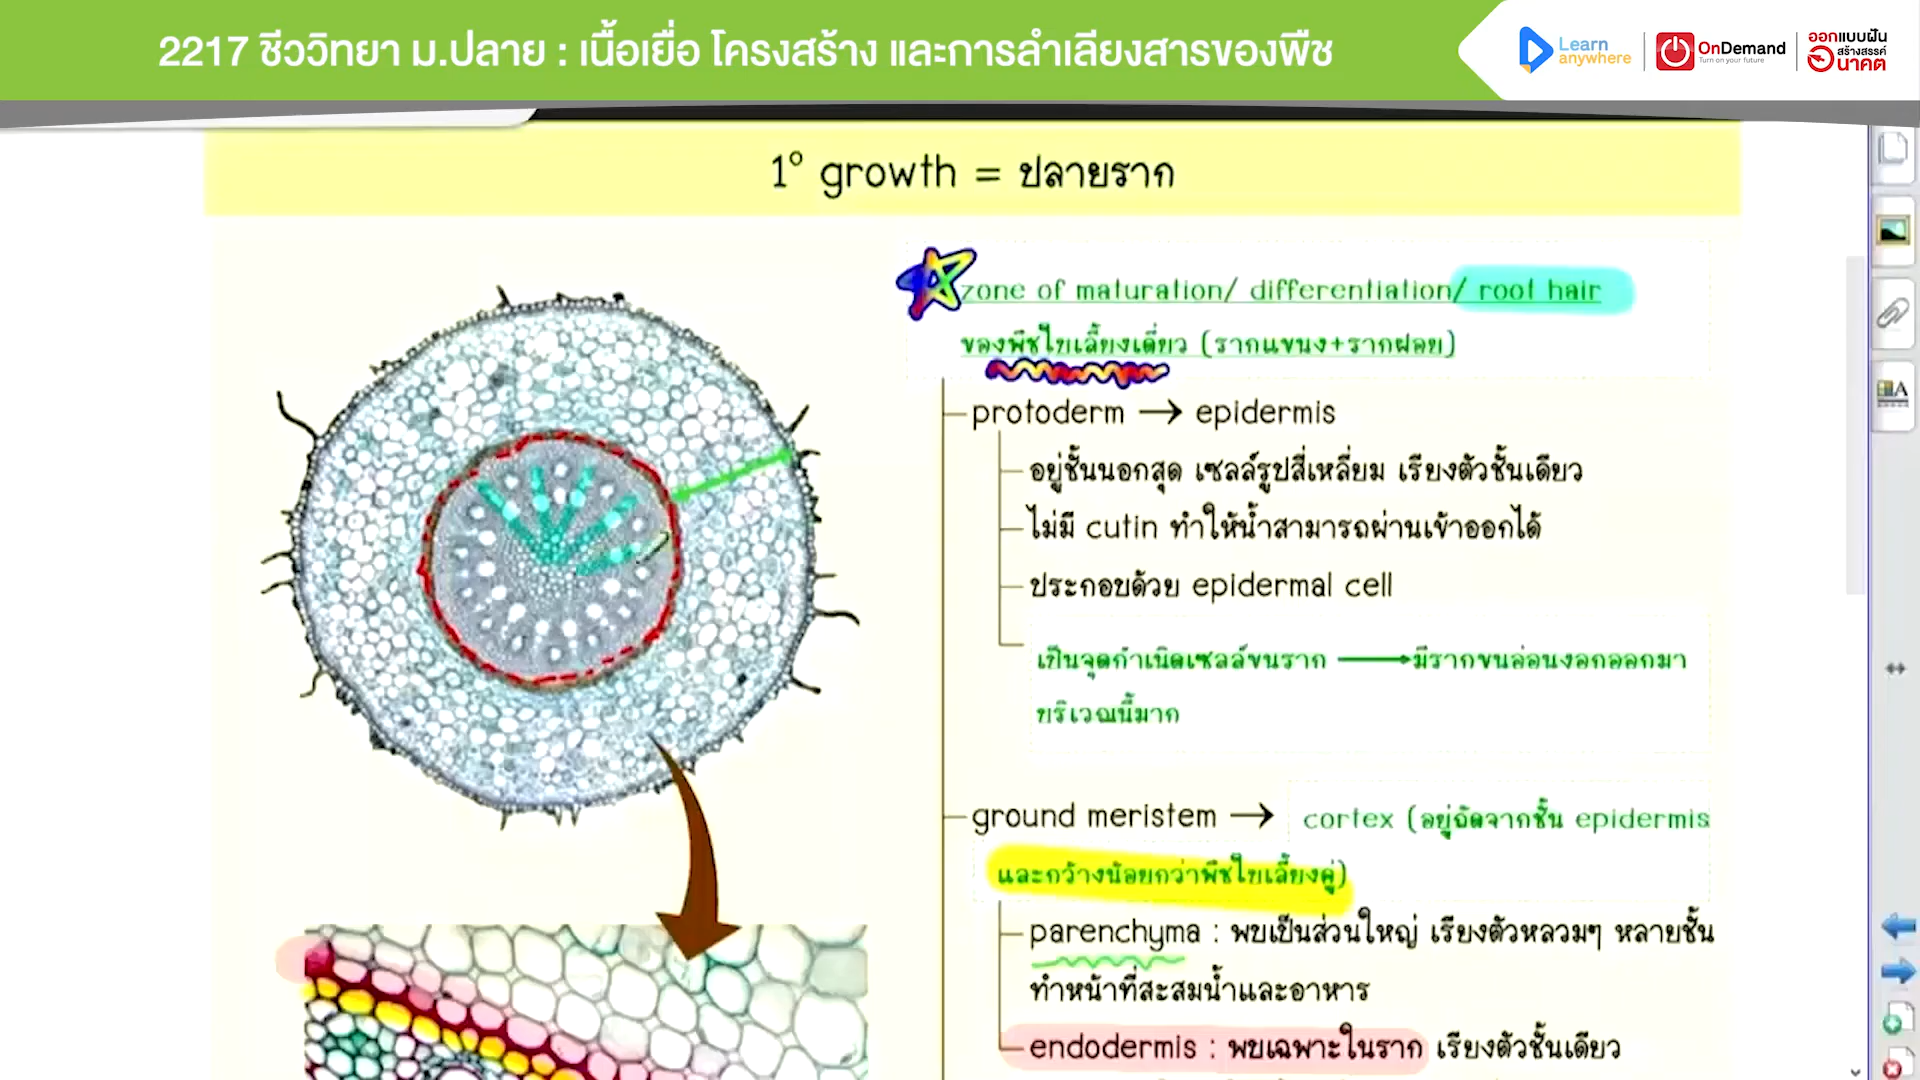 2217 ชีววิทยา ม.ปลาย : เนื้อเยื่อ โครงสร้าง และการลำเลียงสารของพืช
Learn
anywhere
OnDemand
Turn on your future
ออกแบบฝัน
สร้างสรรค์
อนาคต
1° growth = ปลายราก
zone of maturation/ differentiation/ root hair
ของพืชใบเลี้ยงเดี่ยว (รากแขนง+รากฝอย)
protoderm → epidermis
อยู่ชั้นนอกสุด เซลล์รูปสี่เหลี่ยม เรียงตัวชั้นเดียว
ไม่มี cutin ทำให้น้ำสามารถผ่านเข้าออกได้
ประกอบด้วย epidermal cell
เป็นจุดกำเนิดเซลล์ขนราก → มีรากขนอ่อนงอกออกมา
บริเวณนี้มาก
ground meristem → cortex (อยู่ถัดจากชั้น epidermis
และกว้างน้อยกว่าพืชใบเลี้ยงคู่)
parenchyma : พบเป็นส่วนใหญ่ เรียงตัวหลวมๆ หลายชั้น
ทำหน้าที่สะสมน้ำและอาหาร
endodermis : พบเฉพาะในราก เรียงตัวชั้นเดียว